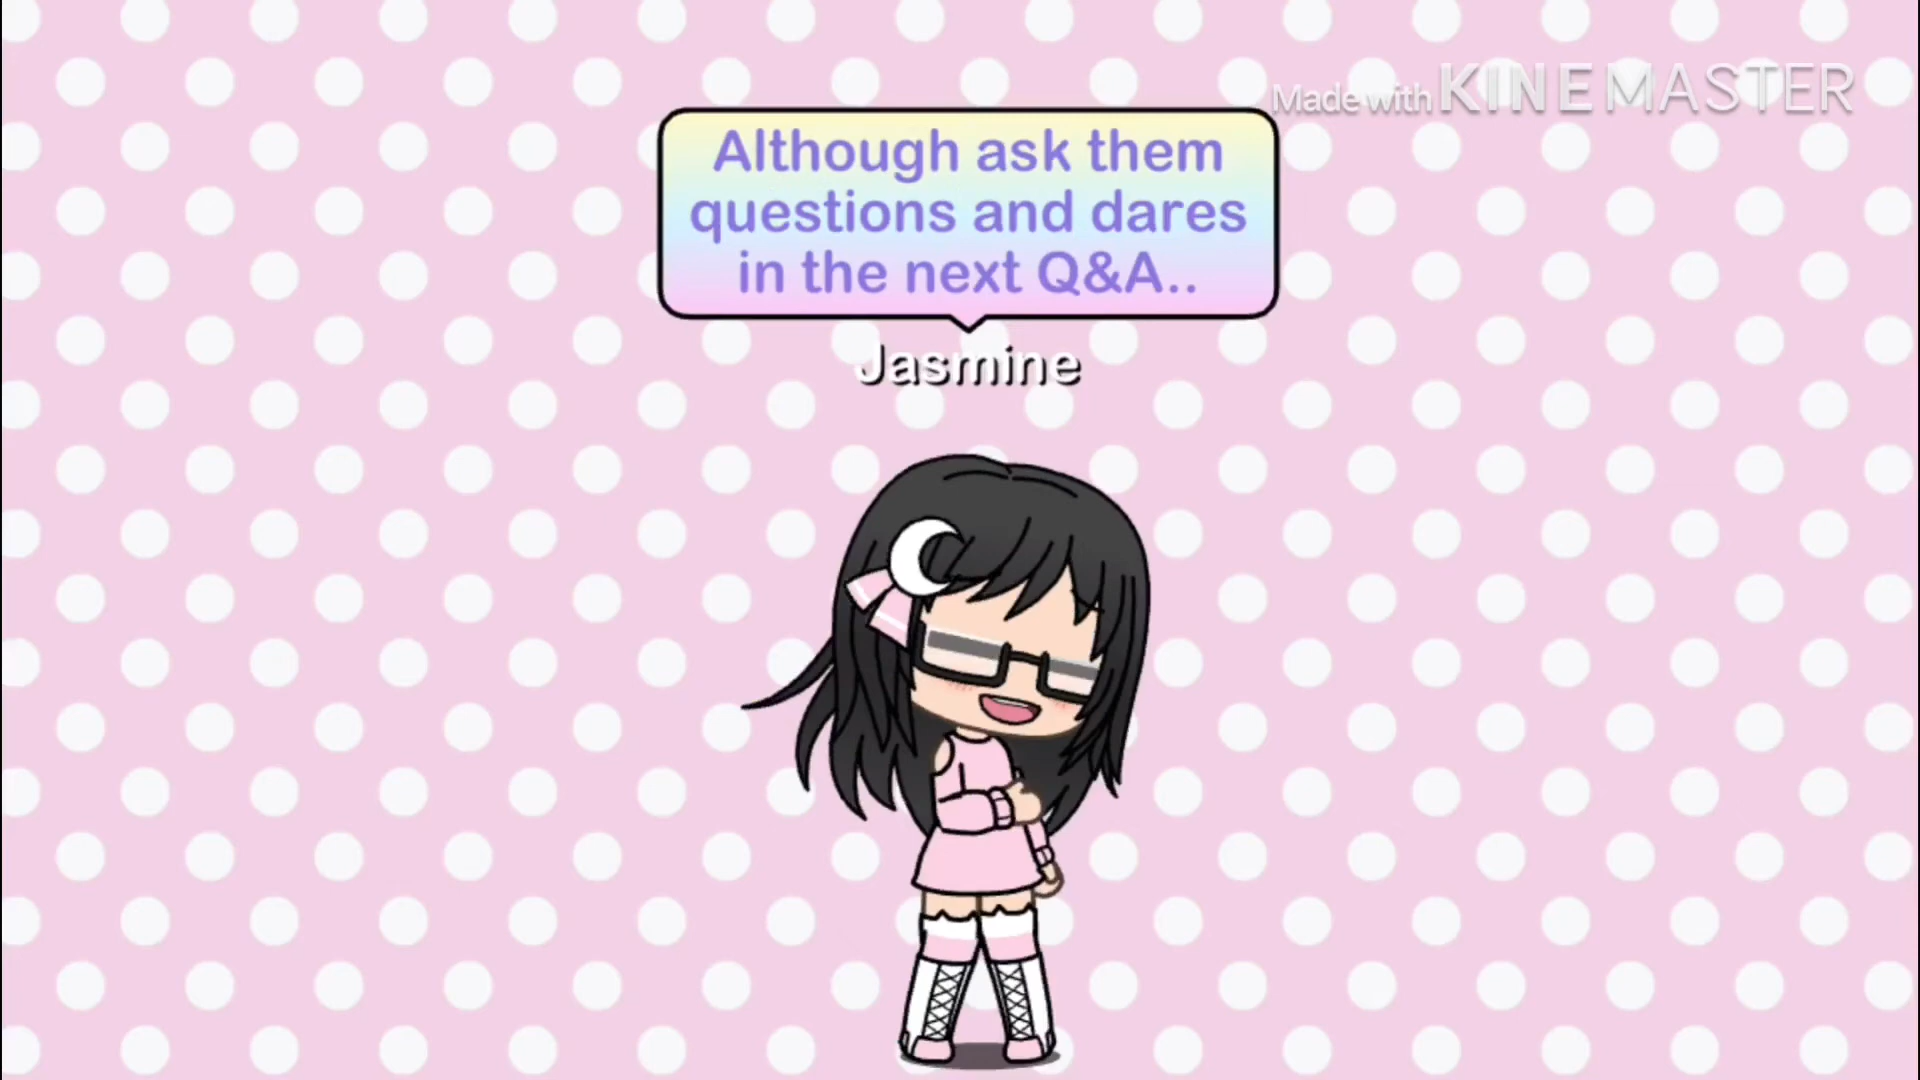 Made with KINEMASTER
Although ask them
questions and dares
in the next Q&A..
Jasmine